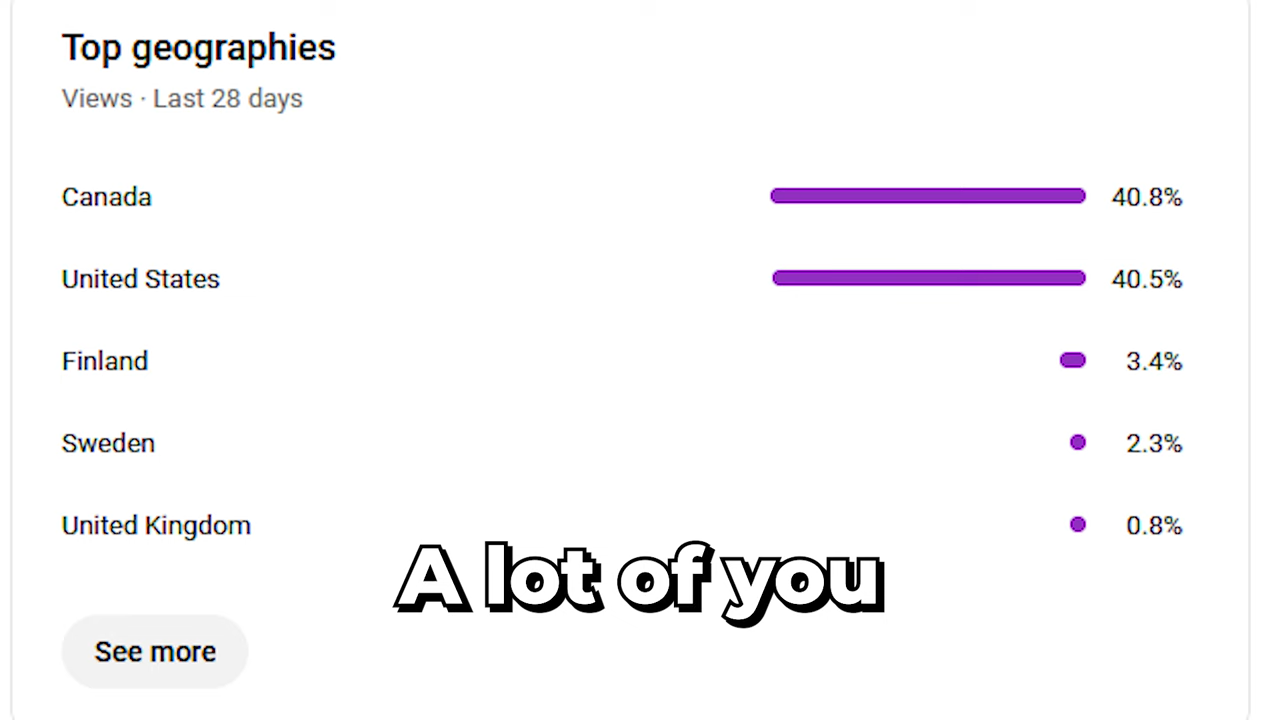 Top geographies
Views · Last 28 days
Canada 40.8%
United States 40.5%
Finland 3.4%
Sweden 2.3%
United Kingdom 0.8%
A lot of you
See more